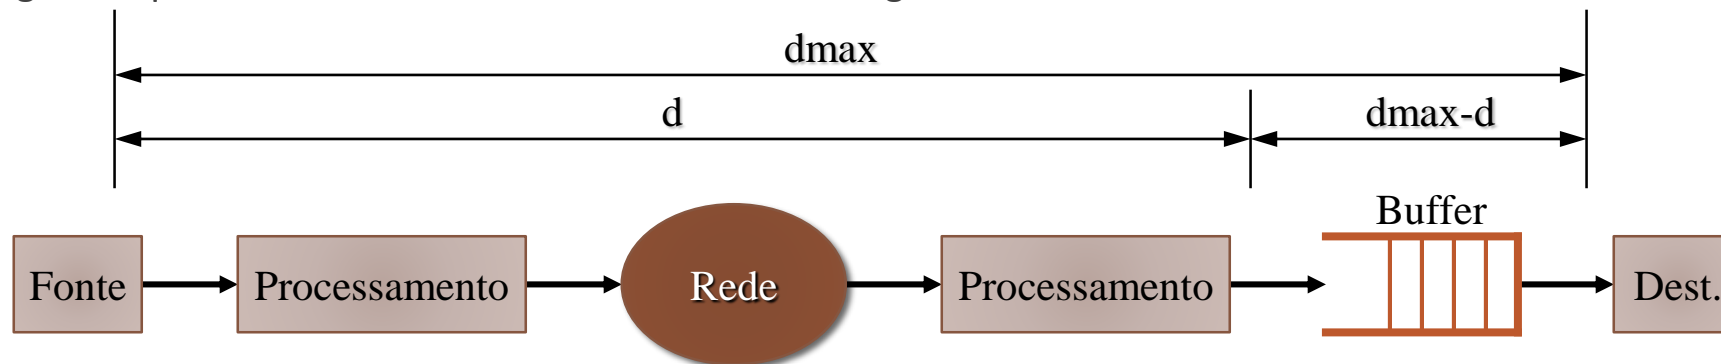 dmax
d
dmax-d
Buffer
Fonte
Processamento
Rede
Processamento
Dest.